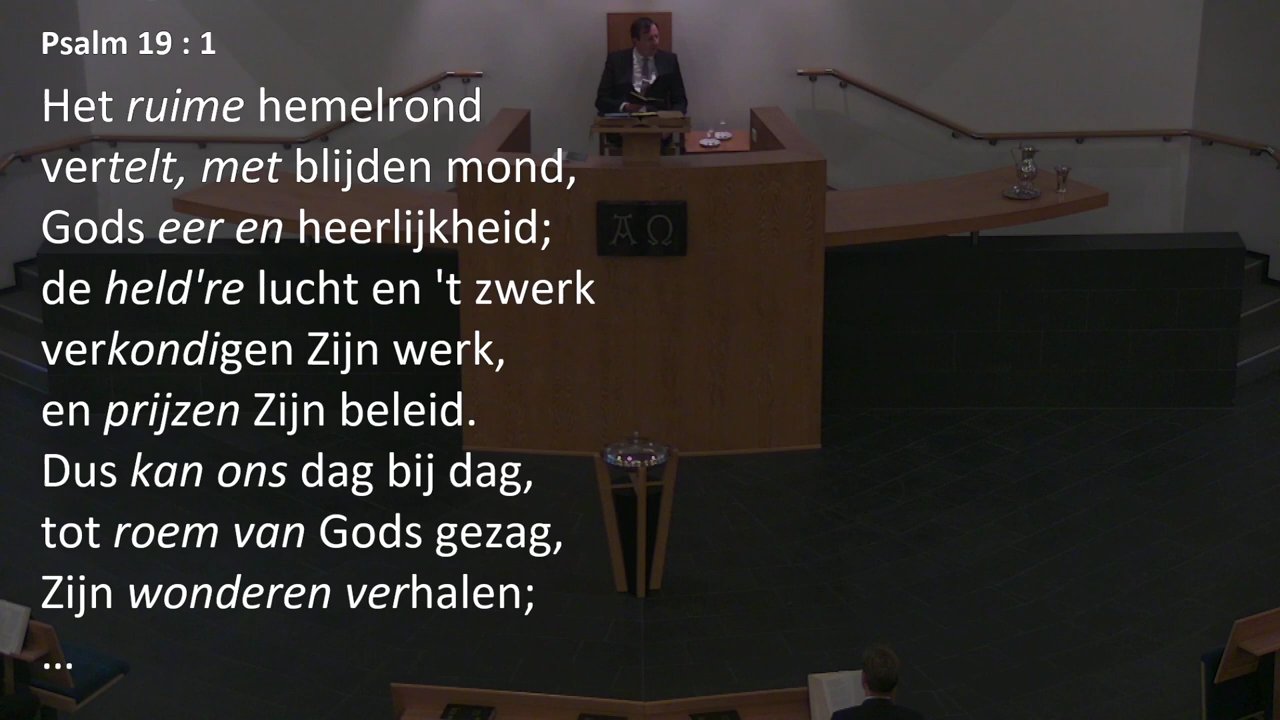 Psalm 19 : 1
Het ruime hemelrond
vertelt, met blijden mond,
Gods eer en heerlijkheid;
de held're lucht en 't zwerk
verkondigen Zijn werk,
en prijzen Zijn beleid.
Dus kan ons dag bij dag,
tot roem van Gods gezag,
Zijn wonderen verhalen;
...
Α Ω